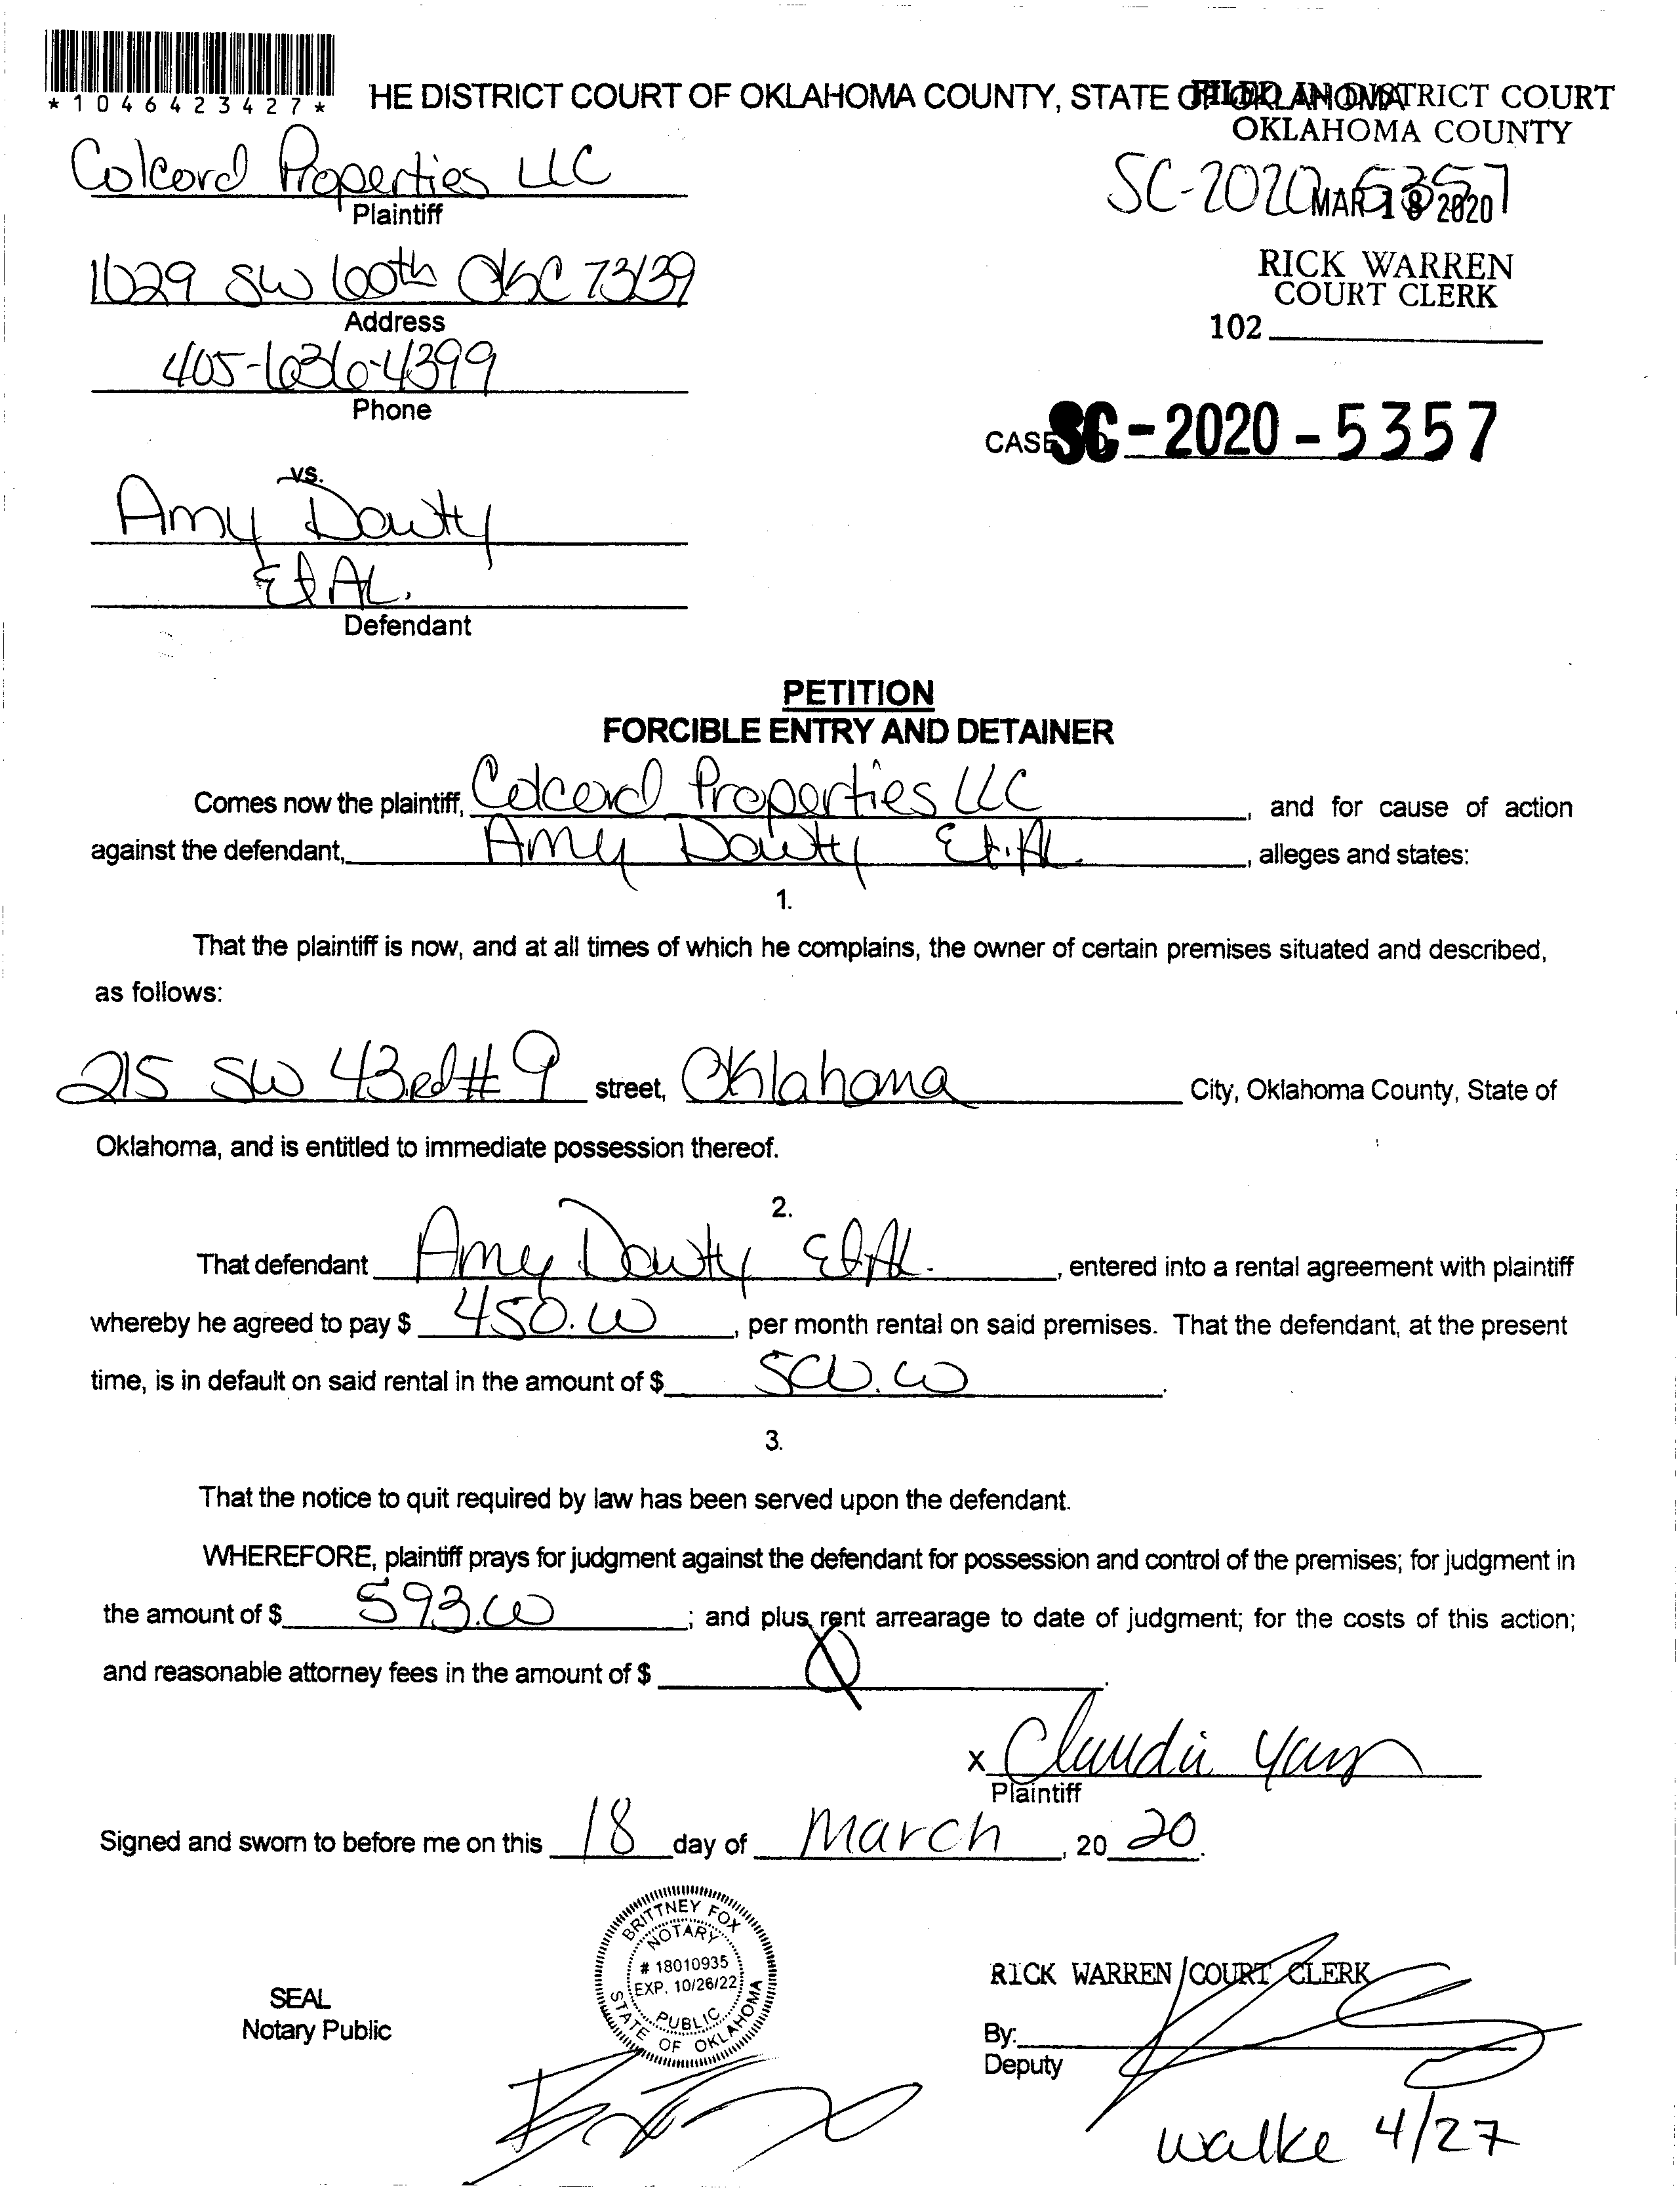 *1046423427*
HE DISTRICT COURT OF OKLAHOMA COUNTY, STATE OF OKLAHOMA
FILED IN DISTRICT COURT
OKLAHOMA COUNTY
Colcord Properties LLC
Plaintiff
SC-2020-5357
MAR 18 2020
1029 SW 60th OKC 73139
Address
RICK WARREN
COURT CLERK
102
405-636-4399
Phone
CASE
SC-2020-5357
vs.
Amy Dowty
Et AL.
Defendant
PETITION
FORCIBLE ENTRY AND DETAINER
Comes now the plaintiff, Colcord Properties LLC, and for cause of action
against the defendant, Amy Dowty Et. AL., alleges and states:
1.
That the plaintiff is now, and at all times of which he complains, the owner of certain premises situated and described,
as follows:
215 SW 43rd # 9 street, Oklahoma City, Oklahoma County, State of
Oklahoma, and is entitled to immediate possession thereof.
2.
That defendant Amy Dowty Et AL., entered into a rental agreement with plaintiff
whereby he agreed to pay $ 450.00, per month rental on said premises. That the defendant, at the present
time, is in default on said rental in the amount of $ 500.00.
3.
That the notice to quit required by law has been served upon the defendant.
WHEREFORE, plaintiff prays for judgment against the defendant for possession and control of the premises; for judgment in
the amount of $ 593.00; and plus rent arrearage to date of judgment; for the costs of this action;
and reasonable attorney fees in the amount of $ 0.
x Claudia
Plaintiff
Signed and sworn to before me on this 18 day of March, 2020.
BRITTNEY FOX
NOTARY
# 18010935
EXP. 10/26/22
PUBLIC
STATE OF OKLAHOMA
SEAL
Notary Public
RICK WARREN COURT CLERK
By:
Deputy
walke 4/27